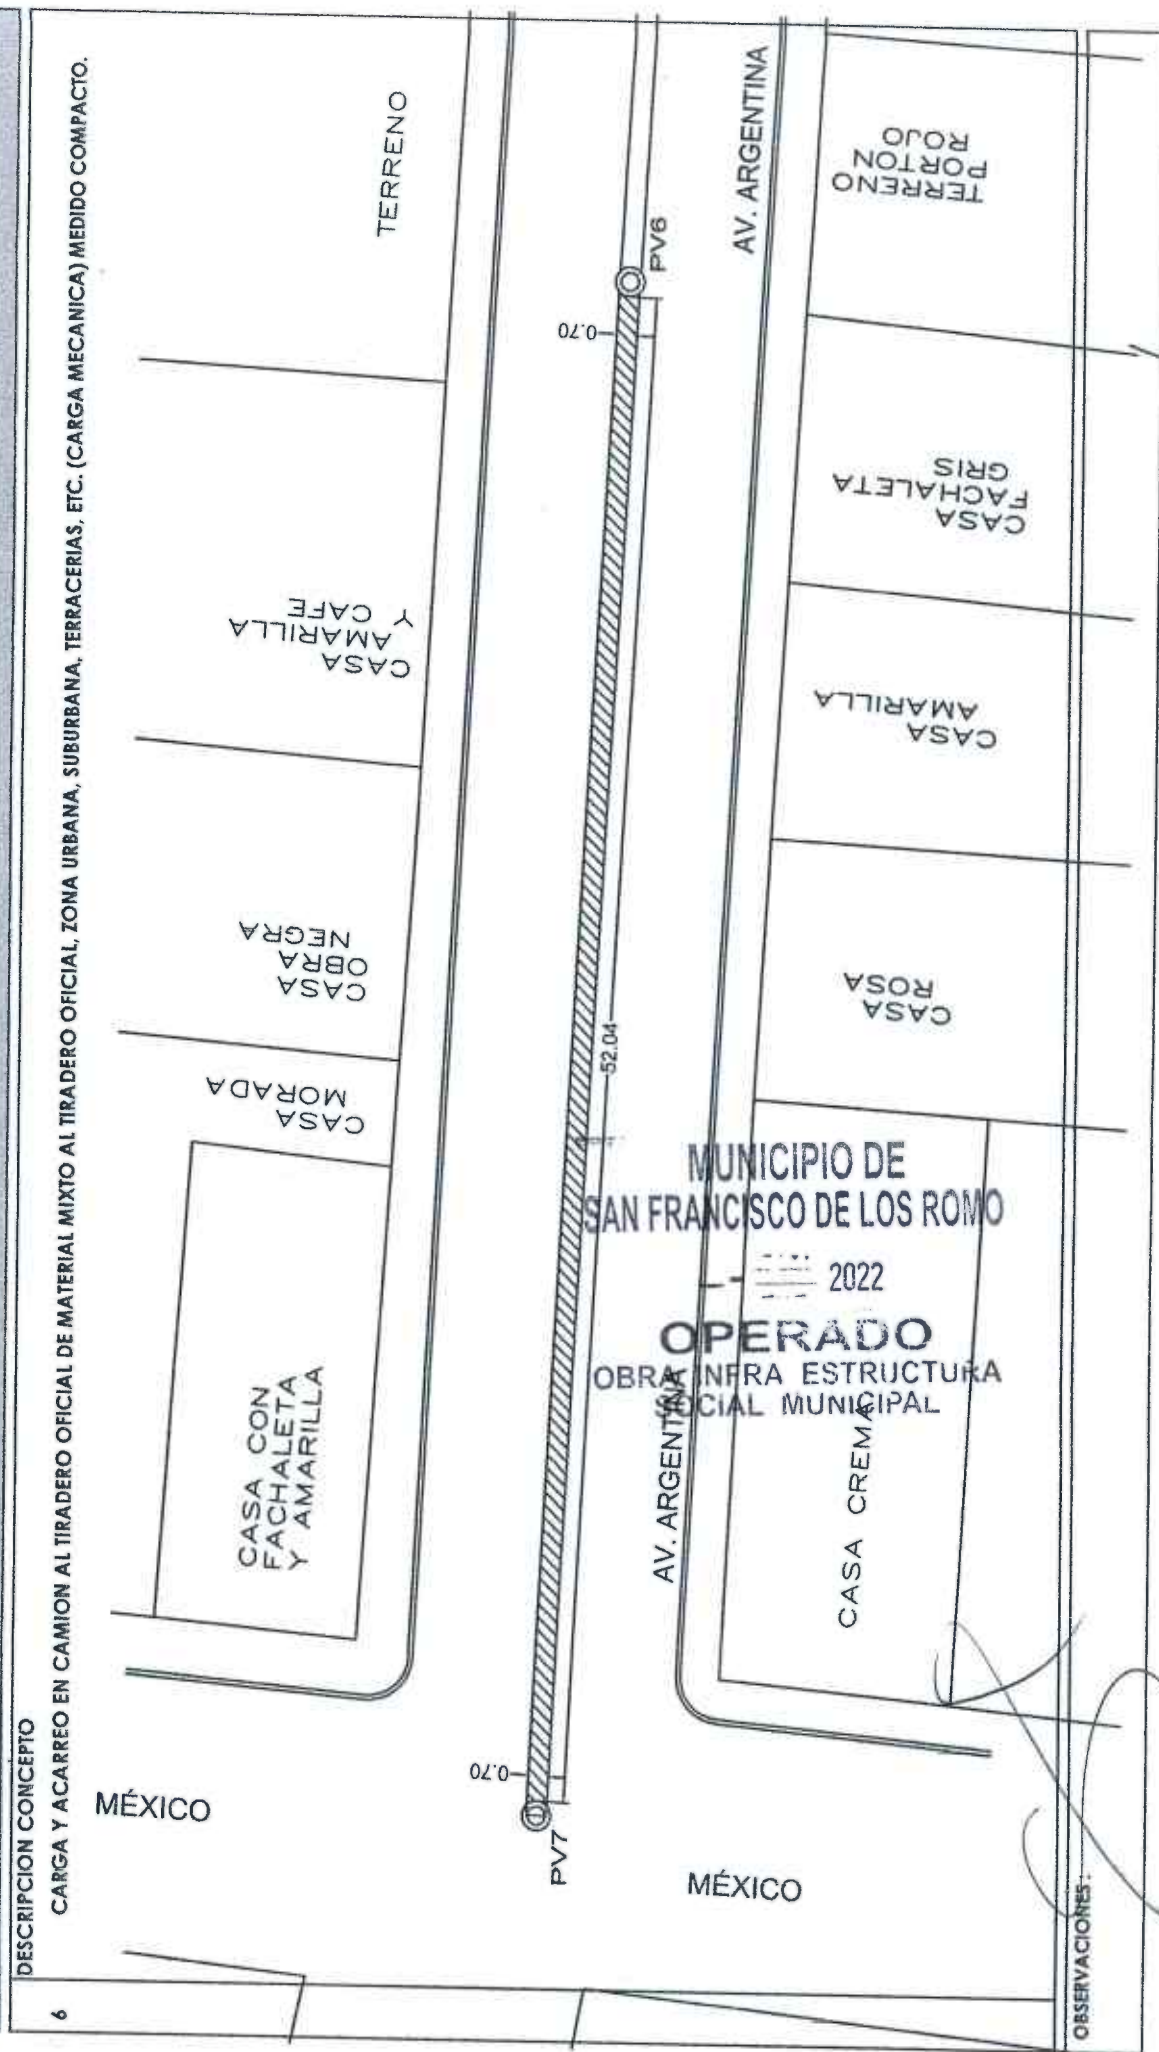 DESCRIPCION CONCEPTO
6 CARGA Y ACARREO EN CAMION AL TIRADERO OFICIAL DE MATERIAL MIXTO AL TIRADERO OFICIAL, ZONA URBANA, SUBURBANA, TERRACERIAS, ETC. (CARGA MECANICA) MEDIDO COMPACTO.
MÉXICO
CASA CON
FACHALETA
Y AMARILLA
CASA
MORADA
CASA
OBRA
NEGRA
CASA
AMARILLA
Y CAFE
TERRENO
0.70
PV7
52.04
0.70
PV6
MÉXICO
AV. ARGENTINA
AV. ARGENTINA
CASA CREMA
CASA
ROSA
CASA
AMARILLA
CASA
FACHALETA
GRIS
TERRENO
PORTON
ROJO
MUNICIPIO DE
SAN FRANCISCO DE LOS ROMO
2022
OPERADO
OBRA INFRA ESTRUCTURA
SOCIAL MUNICIPAL
OBSERVACIONES :